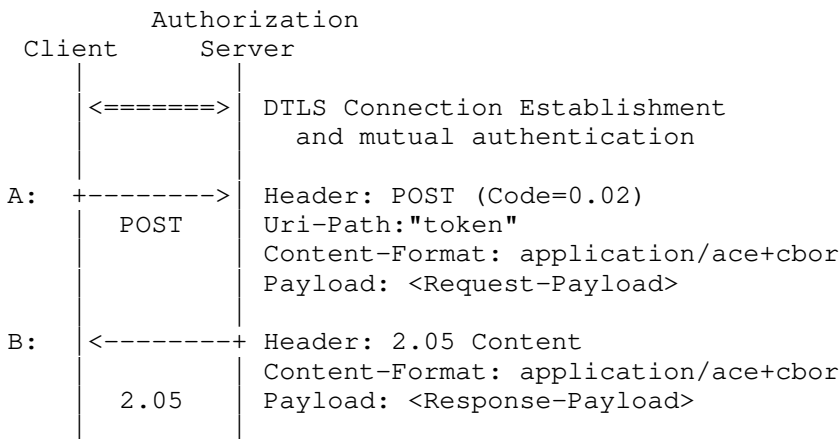 Authorization
Client Server
<=======> DTLS Connection Establishment
and mutual authentication
A: +--------> Header: POST (Code=0.02)
POST Uri-Path:"token"
Content-Format: application/ace+cbor
Payload: <Request-Payload>
B: <--------+ Header: 2.05 Content
Content-Format: application/ace+cbor
2.05 Payload: <Response-Payload>